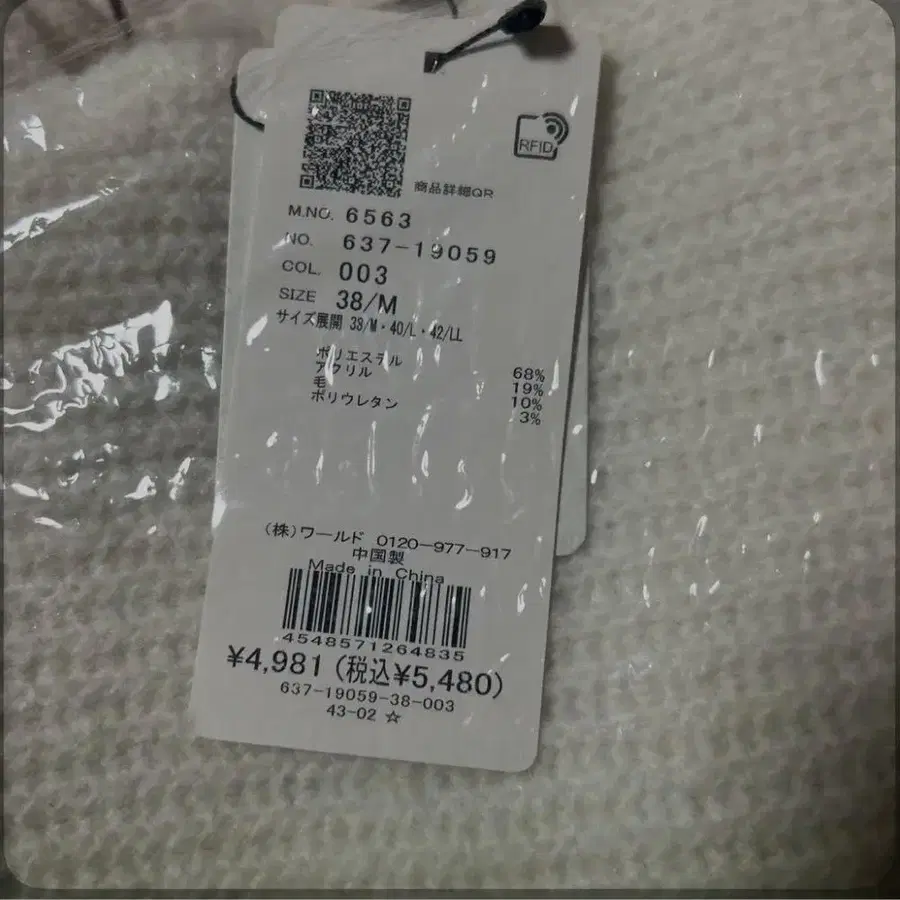 RFID
商品詳細QR
M.NO. 6563
NO. 637-19059
COL. 003
SIZE 38/M
サイズ展開 38/M・40/L・42/LL
ポリエステル 68%
アクリル 19%
毛 10%
ポリウレタン 3%
(株)ワールド 0120-977-917
中国製
Made in China
4548571264835
¥4,981 (税込¥5,480)
637-19059-38-003
43-02 ☆